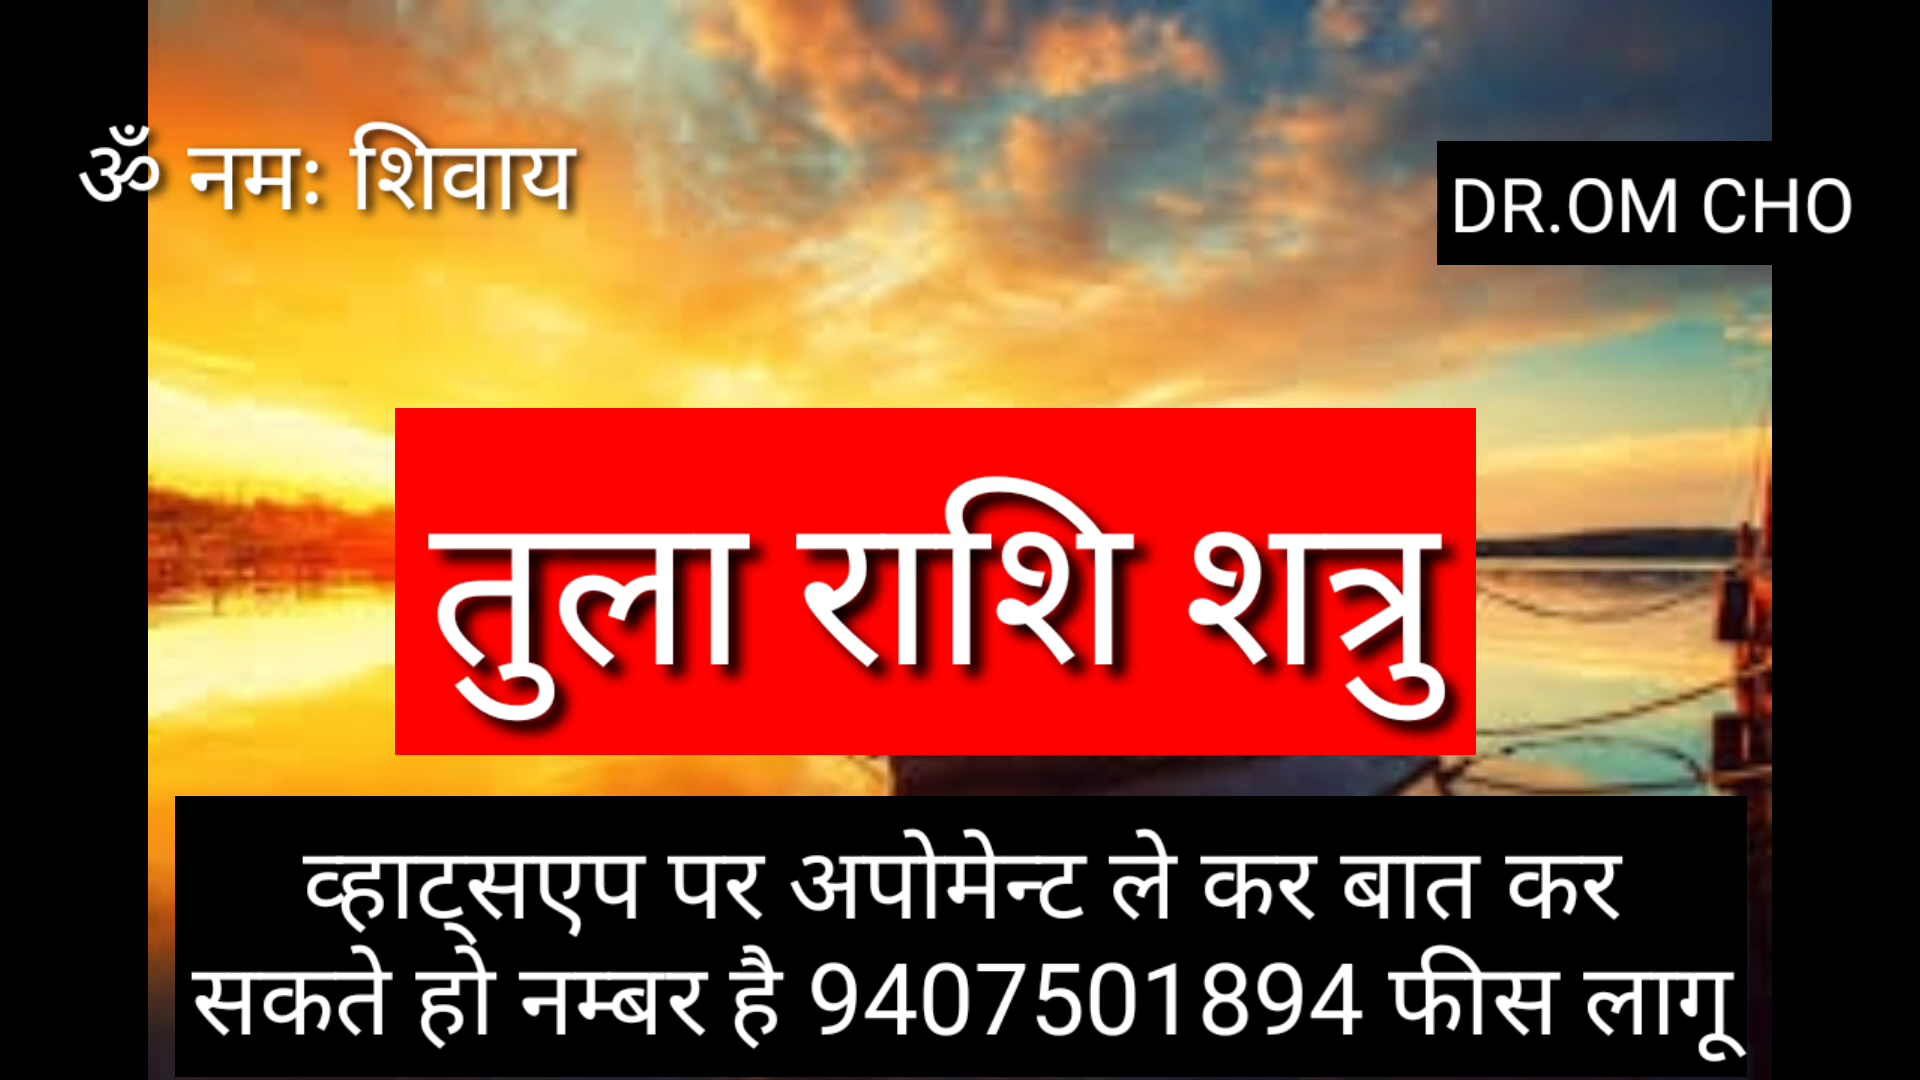 ॐ नमः शिवाय
DR.OM CHO
तुला राशि शत्रु
व्हाट्सएप पर अपोमेन्ट ले कर बात कर
सकते हो नम्बर है 9407501894 फीस लागू